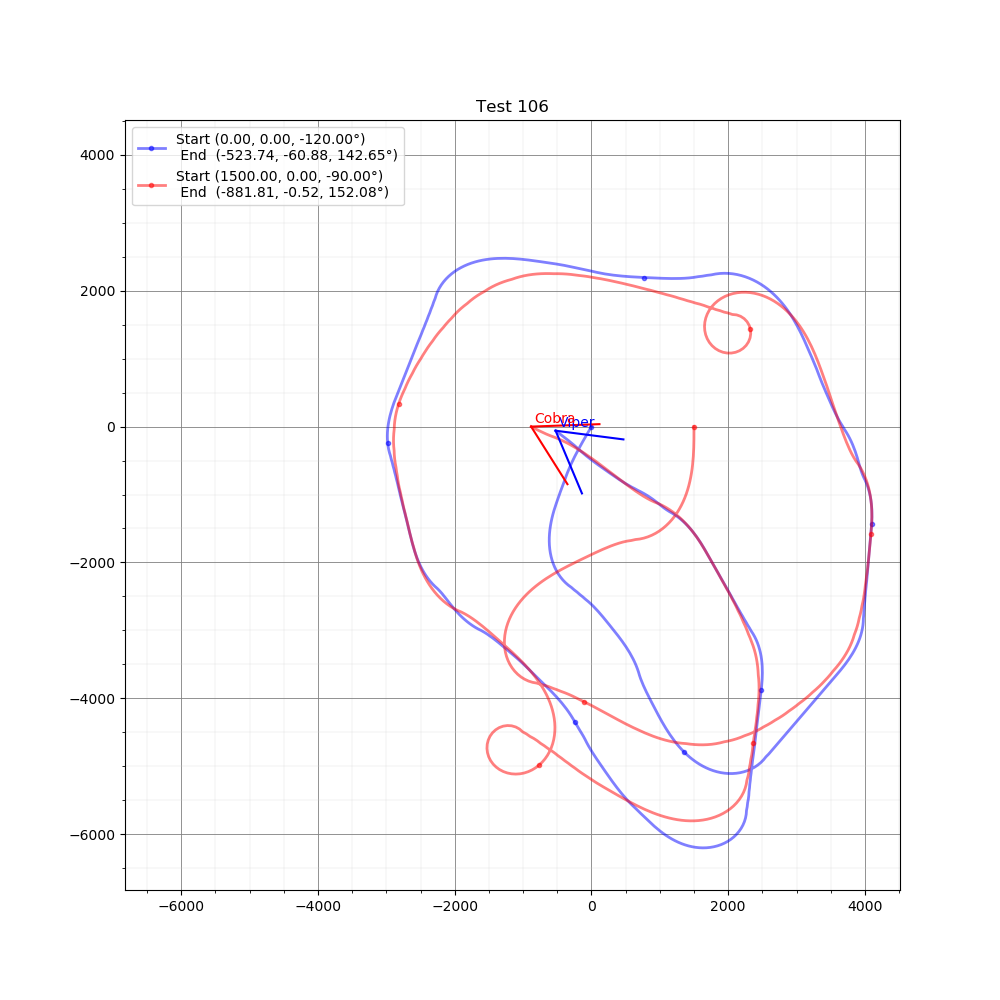 Test 106
Start (0.00, 0.00, -120.00°)
End  (-523.74, -60.88, 142.65°)
Start (1500.00, 0.00, -90.00°)
End  (-881.81, -0.52, 152.08°)
4000
2000
0
−2000
−4000
−6000
Cobra
Viper
−6000 −4000 −2000 0 2000 4000